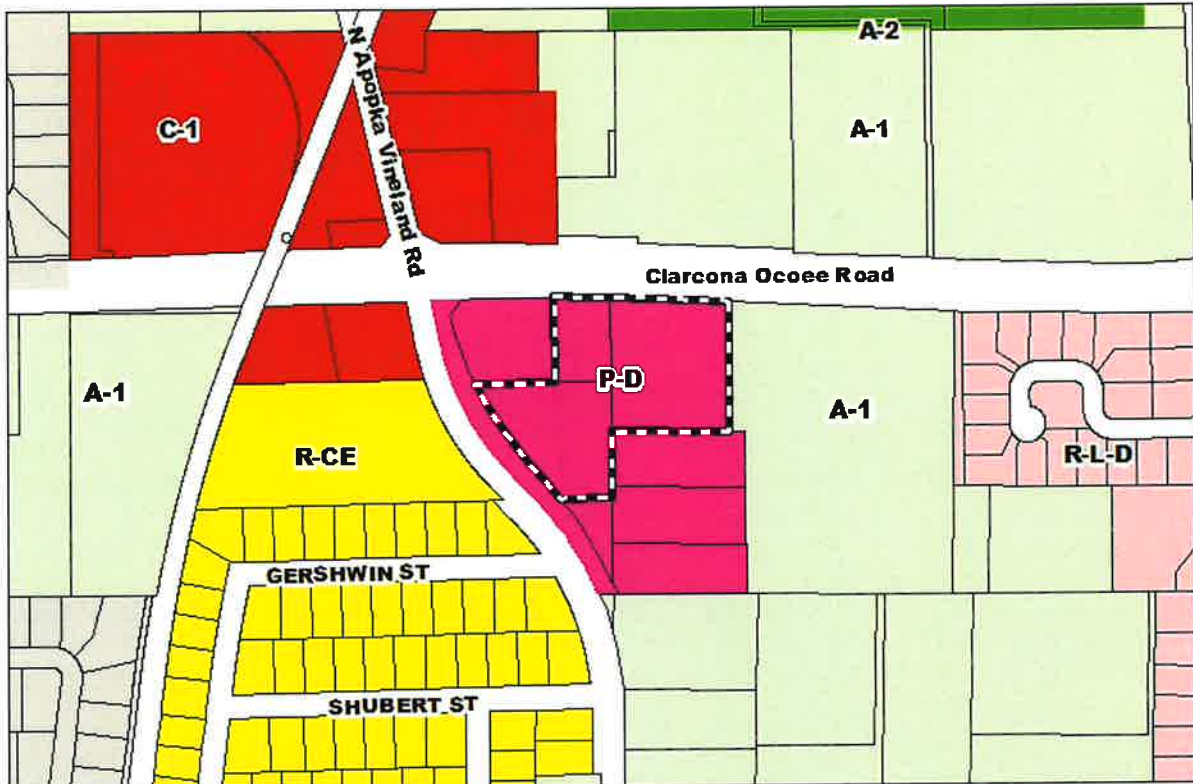 A-2
C-1
A-1
N Apopka Vineland Rd
Clarcona Ocoee Road
P-D
A-1
A-1
R-CE
R-L-D
GERSHWIN ST
SHUBERT ST